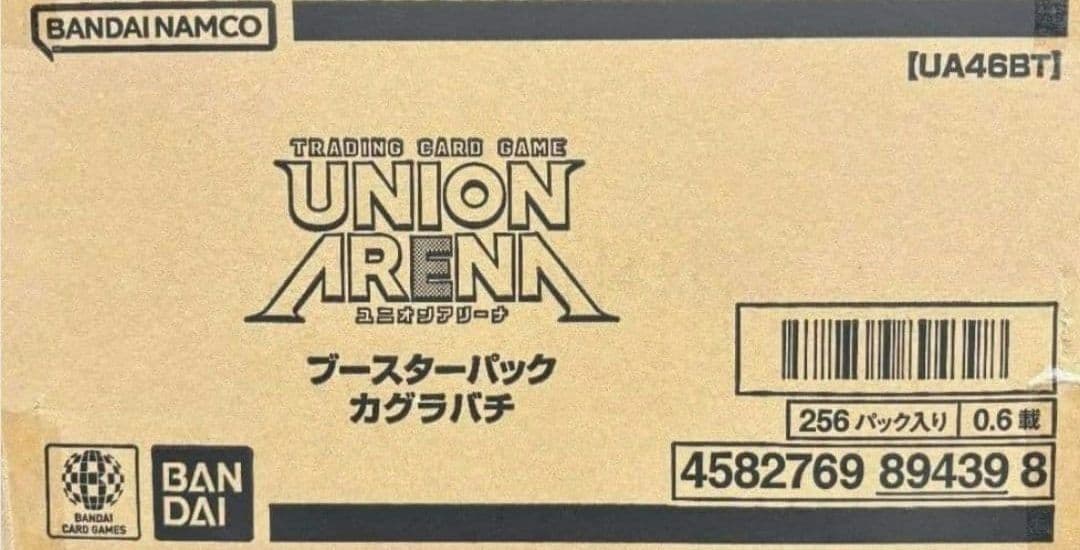 BANDAI NAMCO
【UA46BT】
TRADING CARD GAME
UNION
ARENA
ユニオンアリーナ
ブースターパック
カグラバチ
256 パック入り 0.6 載
4582769 89439 8
BANDAI
CARD GAMES
BAN
DAI